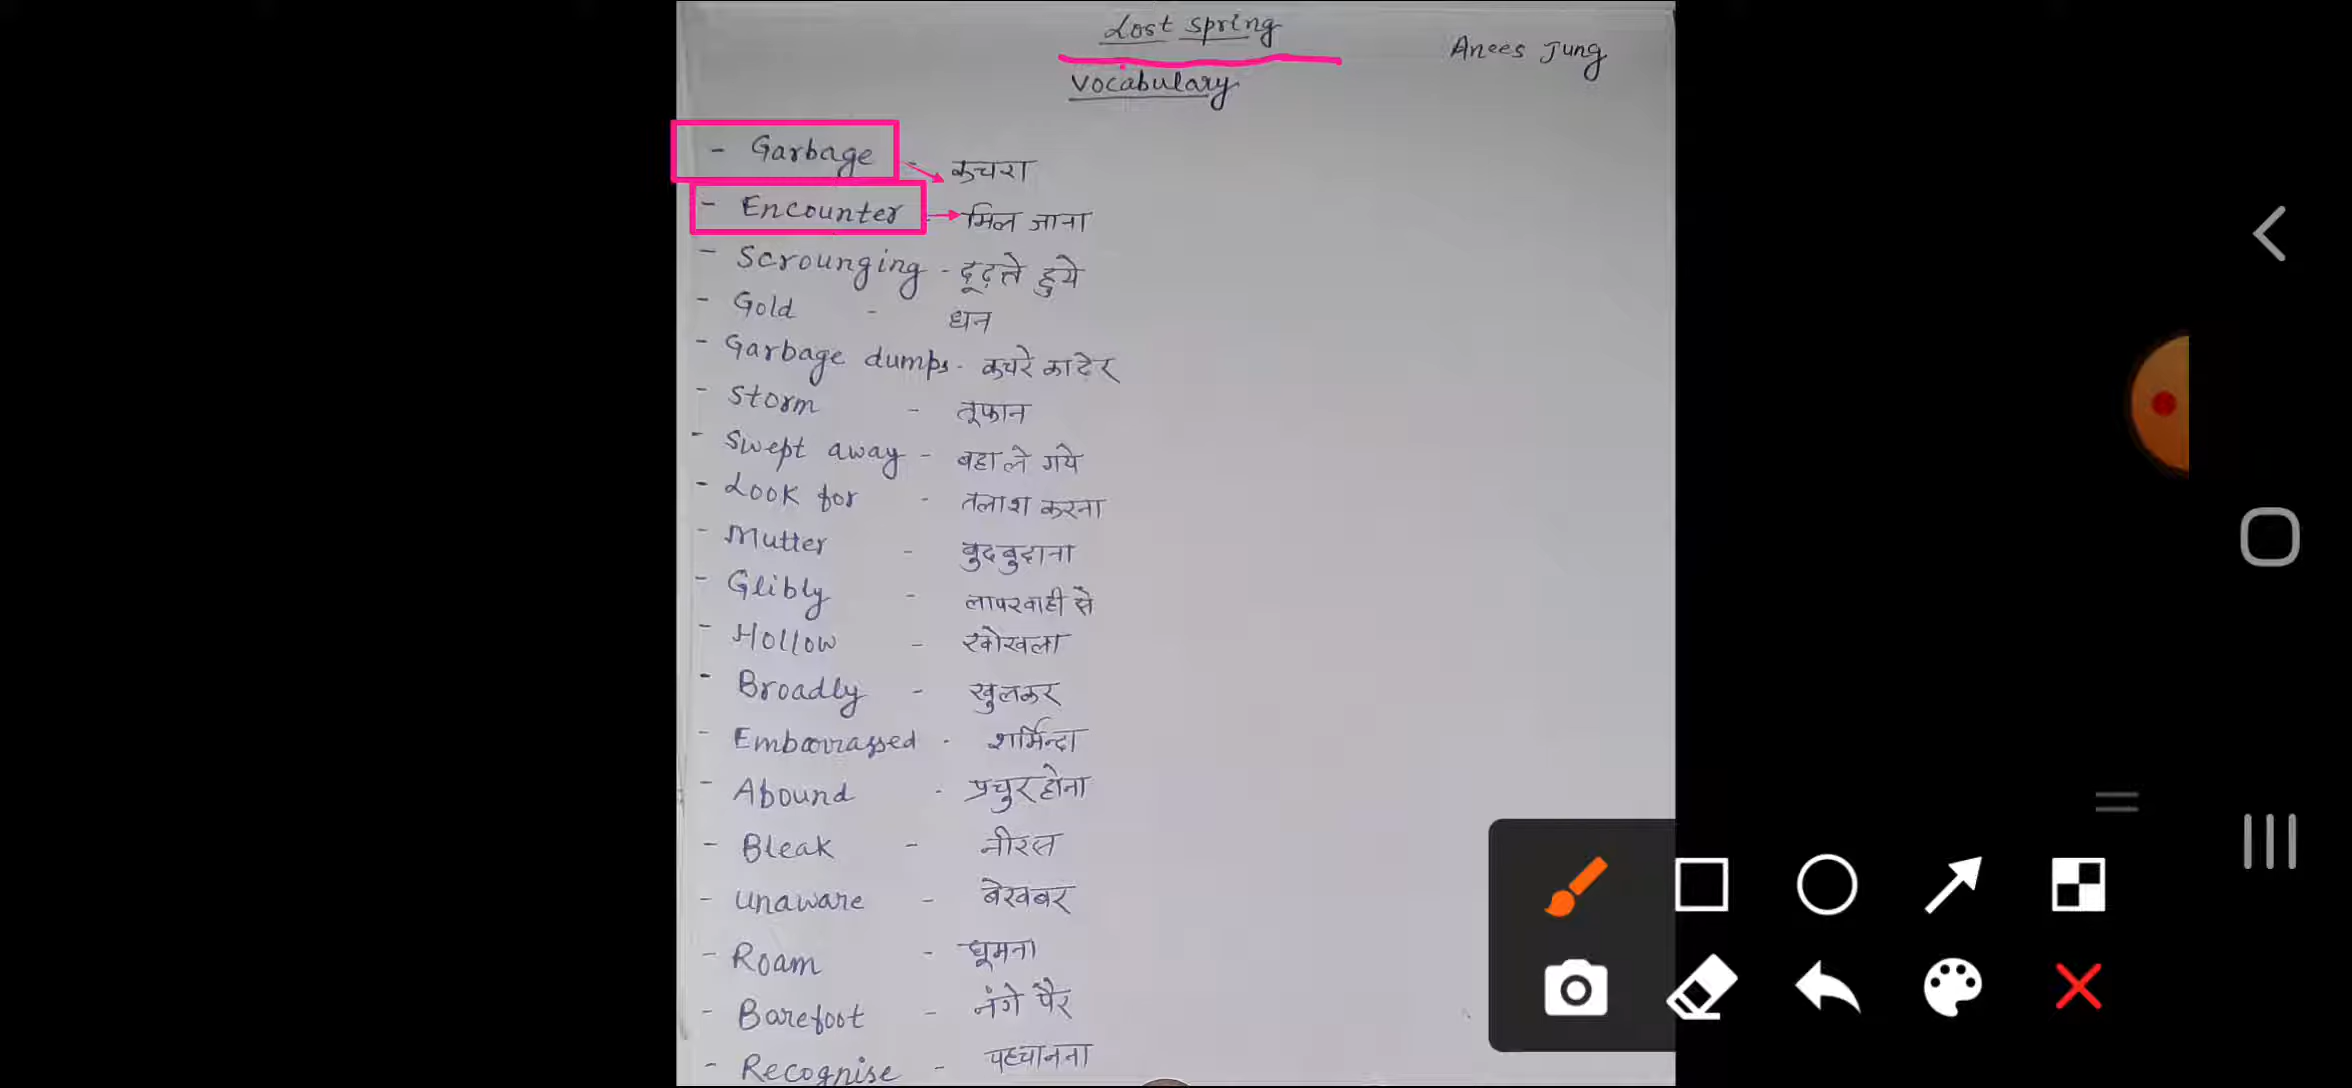 Lost spring
Anees Jung
Vocabulary
- Garbage - कचरा
- Encounter - मिल जाना
- Scrounging - ढूढ़ते हुये
- Gold - धन
- Garbage dumps - कचरे का ढेर
- Storm - तूफान
- Swept away - बहा ले गये
- Look for - तलाश करना
- Mutter - बुदबुदाना
- Glibly - लापरवाही से
- Hollow - खोखला
- Broadly - खुलकर
- Embarrassed - शर्मिन्दा
- Abound - प्रचुर होना
- Bleak - नीरस
- Unaware - बेखबर
- Roam - घूमना
- Barefoot - नंगे पैर
- Recognise - पहचानना